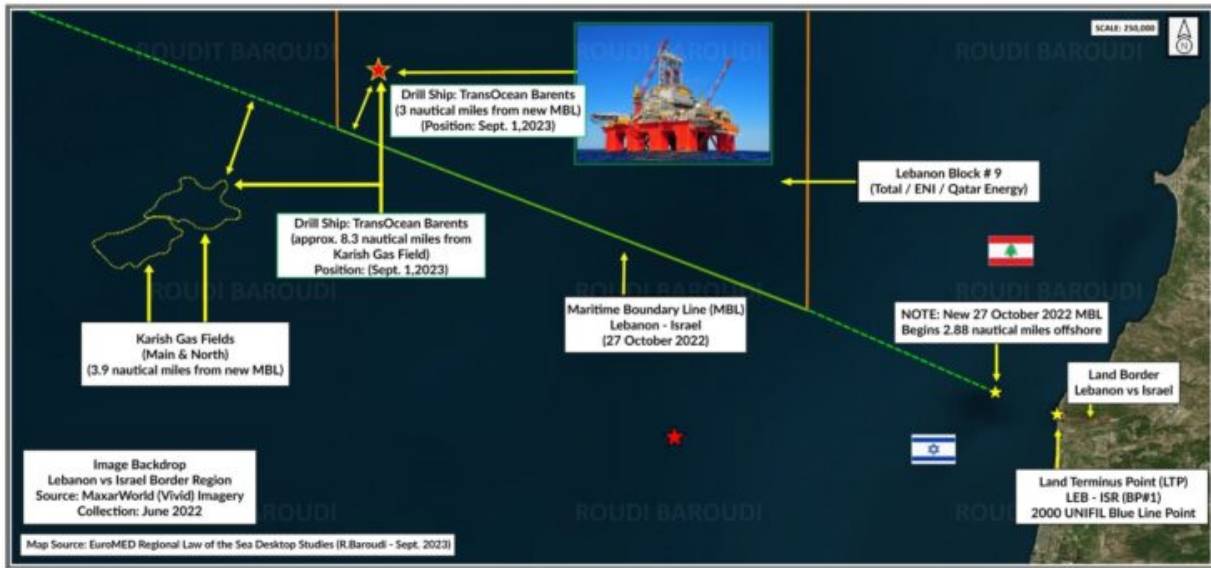 ROUDIT BAROUDI
ROUDI BAROUDI
ROUDI BAROUDI
SCALE: 250,000
N
Drill Ship: TransOcean Barents
(3 nautical miles from new MBL)
(Position: Sept. 1,2023)
Lebanon Block # 9
(Total / ENI / Qatar Energy)
Drill Ship: TransOcean Barents
(approx. 8.3 nautical miles from
Karish Gas Field)
Position: (Sept. 1,2023)
ROUDI BAROUDI
ROUDI BAROUDI
Maritime Boundary Line (MBL)
Lebanon - Israel
(27 October 2022)
NOTE: New 27 October 2022 MBL
Begins 2.88 nautical miles offshore
Karish Gas Fields
(Main & North)
(3.9 nautical miles from new MBL)
Land Border
Lebanon vs Israel
Image Backdrop
Lebanon vs Israel Border Region
Source: MaxarWorld (Vivid) Imagery
Collection: June 2022
Land Terminus Point (LTP)
LEB - ISR (BP#1)
2000 UNIFIL Blue Line Point
ROUDI BAROUDI
Map Source: EuroMED Regional Law of the Sea Desktop Studies (R.Baroudi - Sept. 2023)